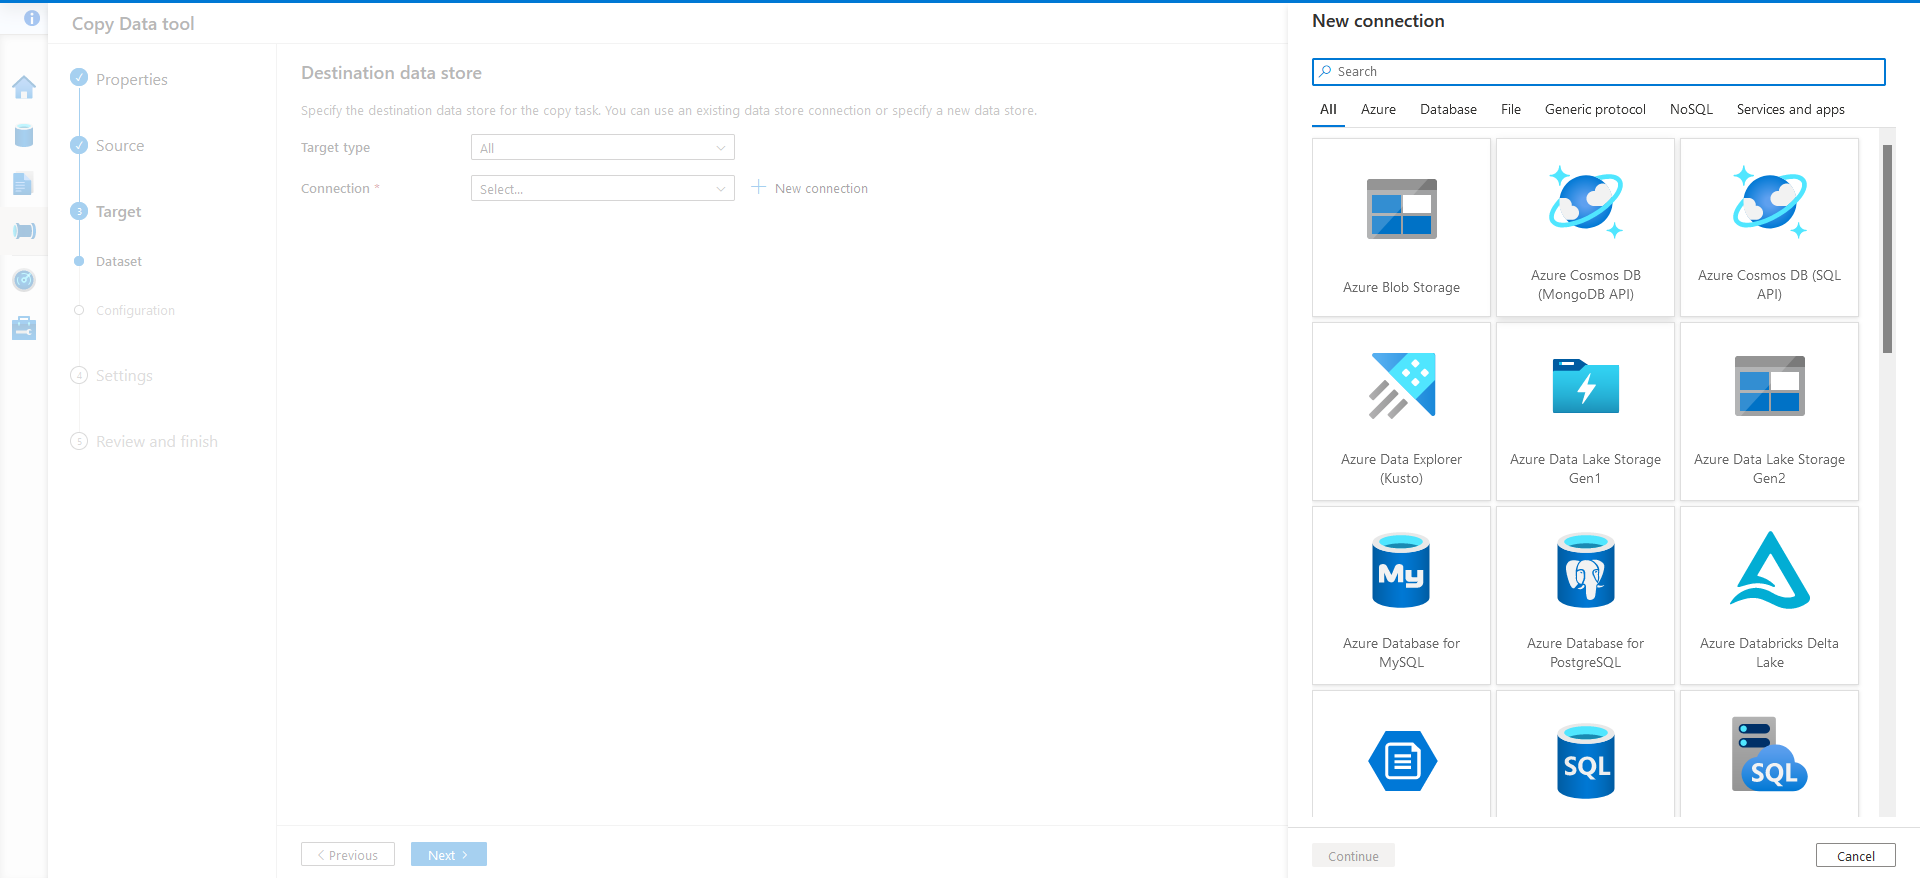 Copy Data tool
Properties
Source
3 Target
Dataset
Configuration
4 Settings
5 Review and finish
Destination data store
Specify the destination data store for the copy task. You can use an existing data store connection or specify a new data store.
Target type All
Connection * Select... New connection
Previous Next
New connection
Search
All Azure Database File Generic protocol NoSQL Services and apps
Azure Blob Storage
Azure Cosmos DB
(MongoDB API)
Azure Cosmos DB (SQL
API)
Azure Data Explorer
(Kusto)
Azure Data Lake Storage
Gen1
Azure Data Lake Storage
Gen2
My
Azure Database for
MySQL
Azure Database for
PostgreSQL
Azure Databricks Delta
Lake
SQL
SQL
Continue Cancel